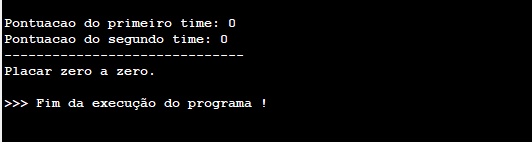 Pontuacao do primeiro time: 0
Pontuacao do segundo time: 0
------------------------------
Placar zero a zero.
>>> Fim da execução do programa !